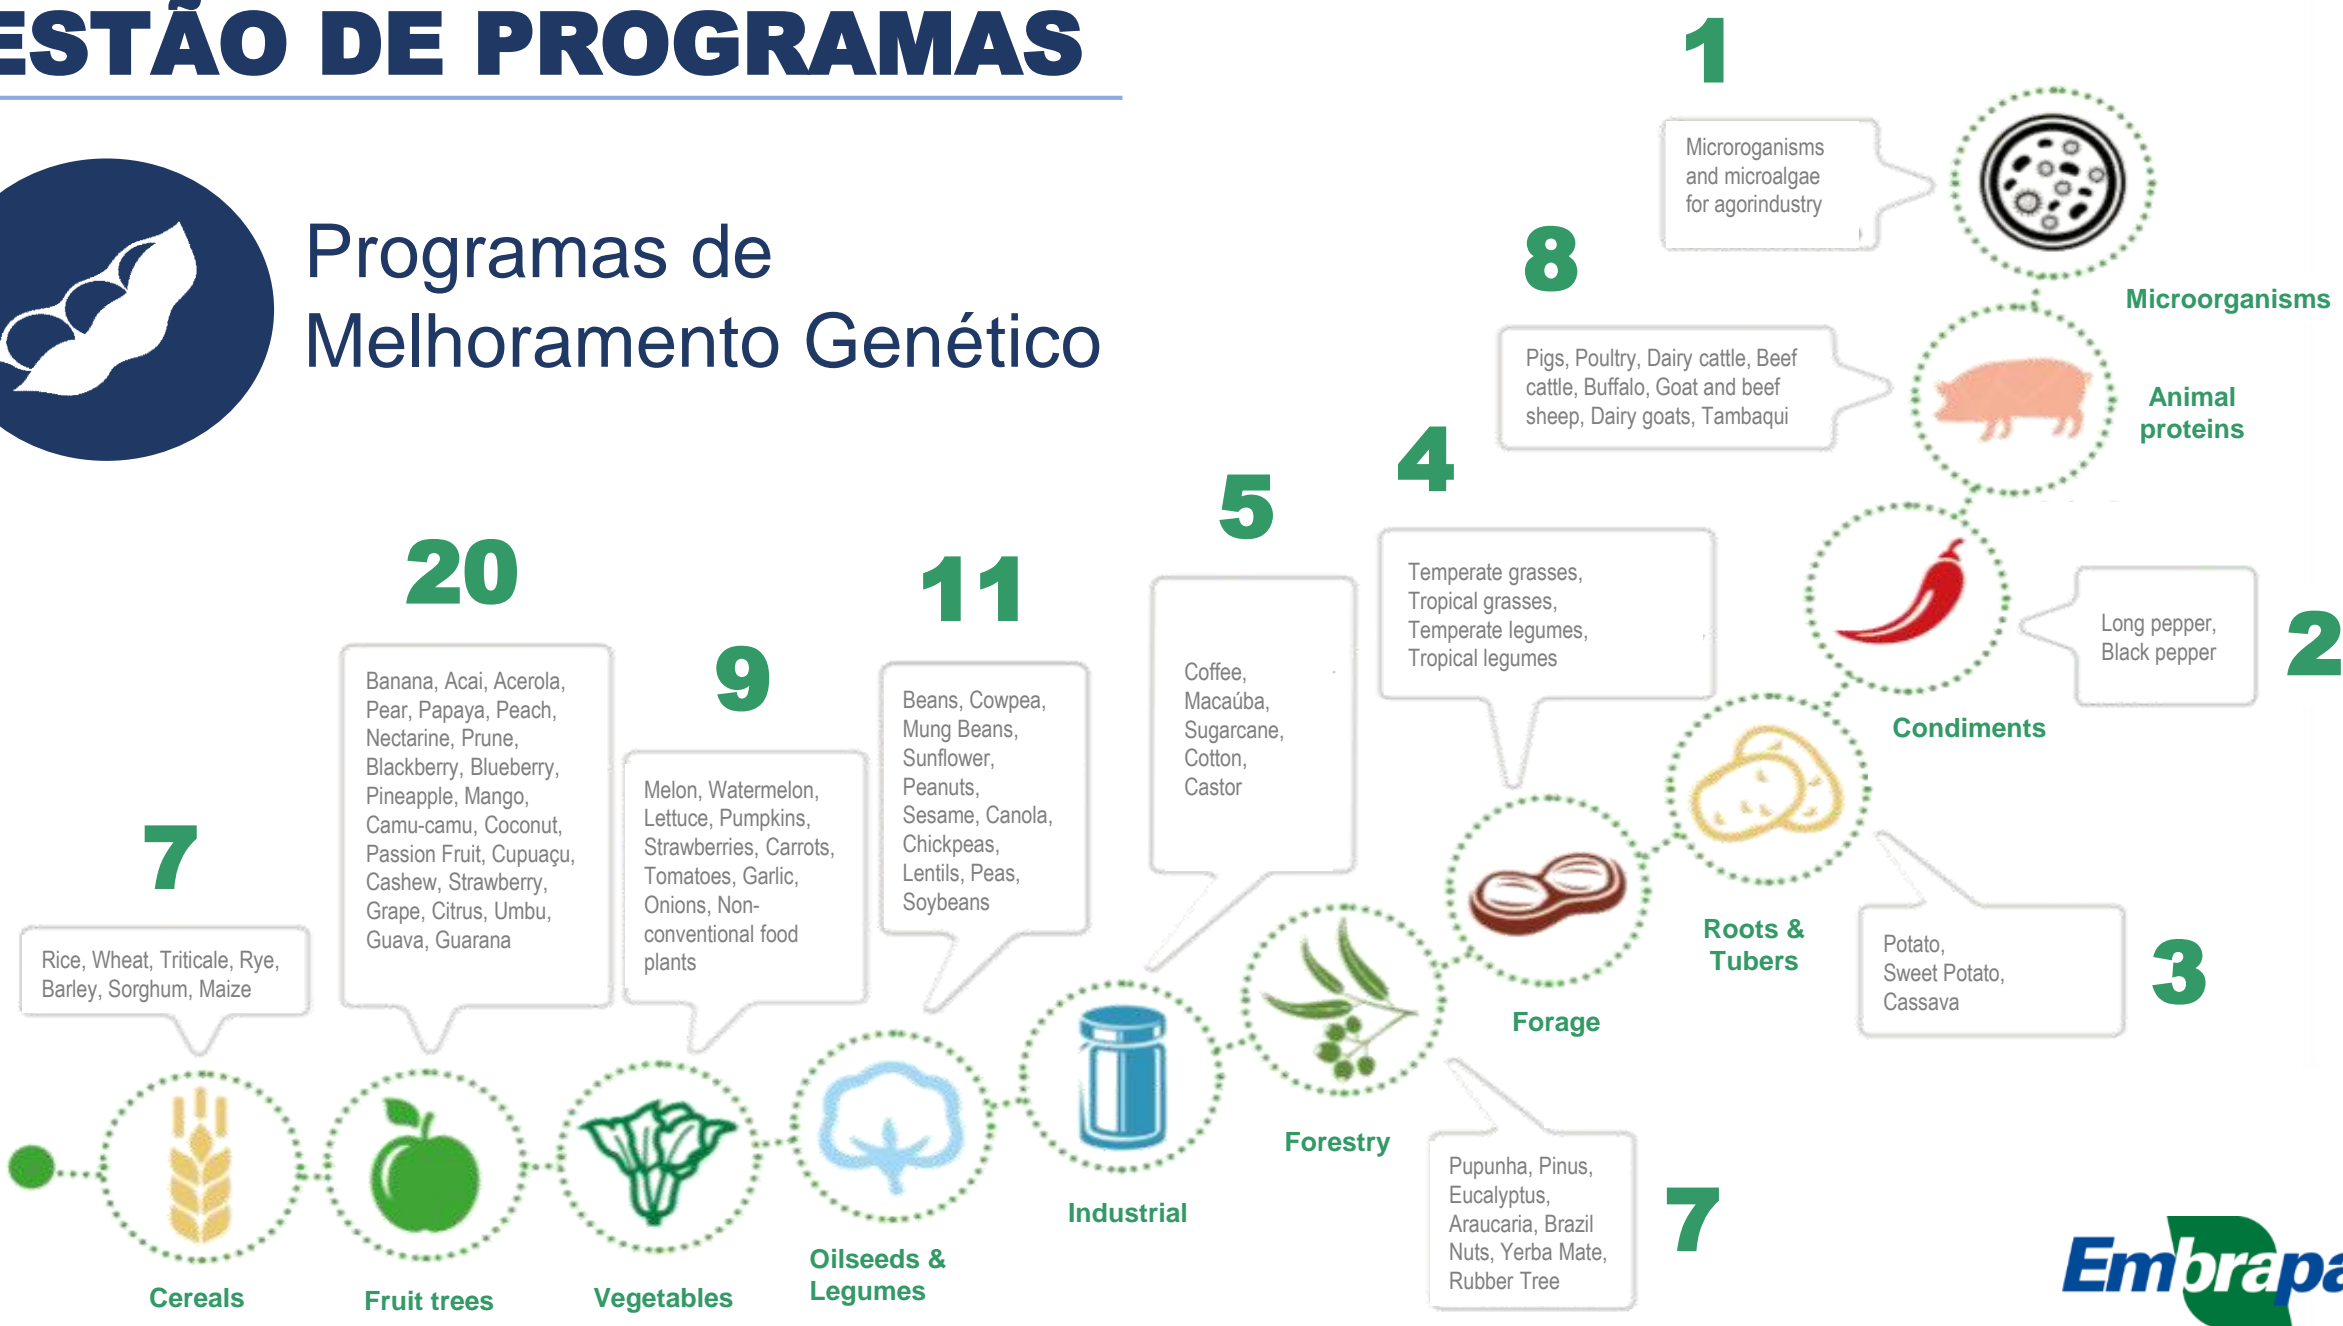 ESTÃO DE PROGRAMAS
Programas de
Melhoramento Genético
1
Microroganisms
and microalgae
for agorindustry
Microorganisms
8
Pigs, Poultry, Dairy cattle, Beef
cattle, Buffalo, Goat and beef
sheep, Dairy goats, Tambaqui
Animal
proteins
2
Long pepper,
Black pepper
Condiments
3
Potato,
Sweet Potato,
Cassava
Roots &
Tubers
4
Temperate grasses,
Tropical grasses,
Temperate legumes,
Tropical legumes
Forage
7
Pupunha, Pinus,
Eucalyptus,
Araucaria, Brazil
Nuts, Yerba Mate,
Rubber Tree
Forestry
5
Coffee,
Macaúba,
Sugarcane,
Cotton,
Castor
Industrial
11
Beans, Cowpea,
Mung Beans,
Sunflower,
Peanuts,
Sesame, Canola,
Chickpeas,
Lentils, Peas,
Soybeans
Oilseeds &
Legumes
9
Melon, Watermelon,
Lettuce, Pumpkins,
Strawberries, Carrots,
Tomatoes, Garlic,
Onions, Non-
conventional food
plants
Vegetables
20
Banana, Acai, Acerola,
Pear, Papaya, Peach,
Nectarine, Prune,
Blackberry, Blueberry,
Pineapple, Mango,
Camu-camu, Coconut,
Passion Fruit, Cupuaçu,
Cashew, Strawberry,
Grape, Citrus, Umbu,
Guava, Guarana
Fruit trees
7
Rice, Wheat, Triticale, Rye,
Barley, Sorghum, Maize
Cereals
Embrapa